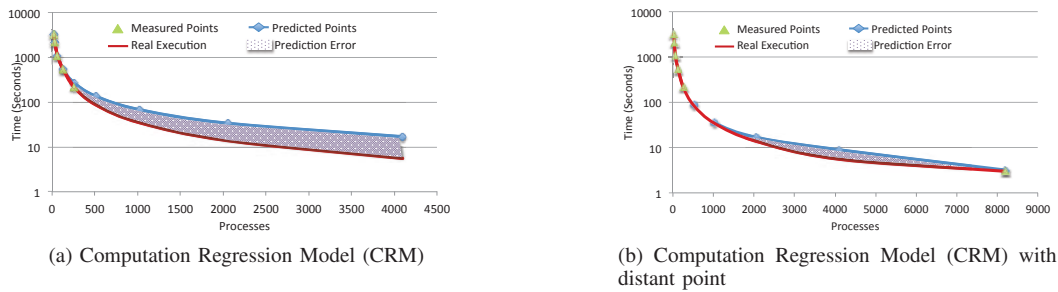 10000
1000
100
10
1
Time (Seconds)
Measured Points
Predicted Points
Real Execution
Prediction Error
0 500 1000 1500 2000 2500 3000 3500 4000 4500
Processes
(a) Computation Regression Model (CRM)
10000
1000
100
10
1
Time (Seconds)
Measured Points
Predicted Points
Real Execution
Prediction Error
0 1000 2000 3000 4000 5000 6000 7000 8000 9000
Processes
(b) Computation Regression Model (CRM) with
distant point